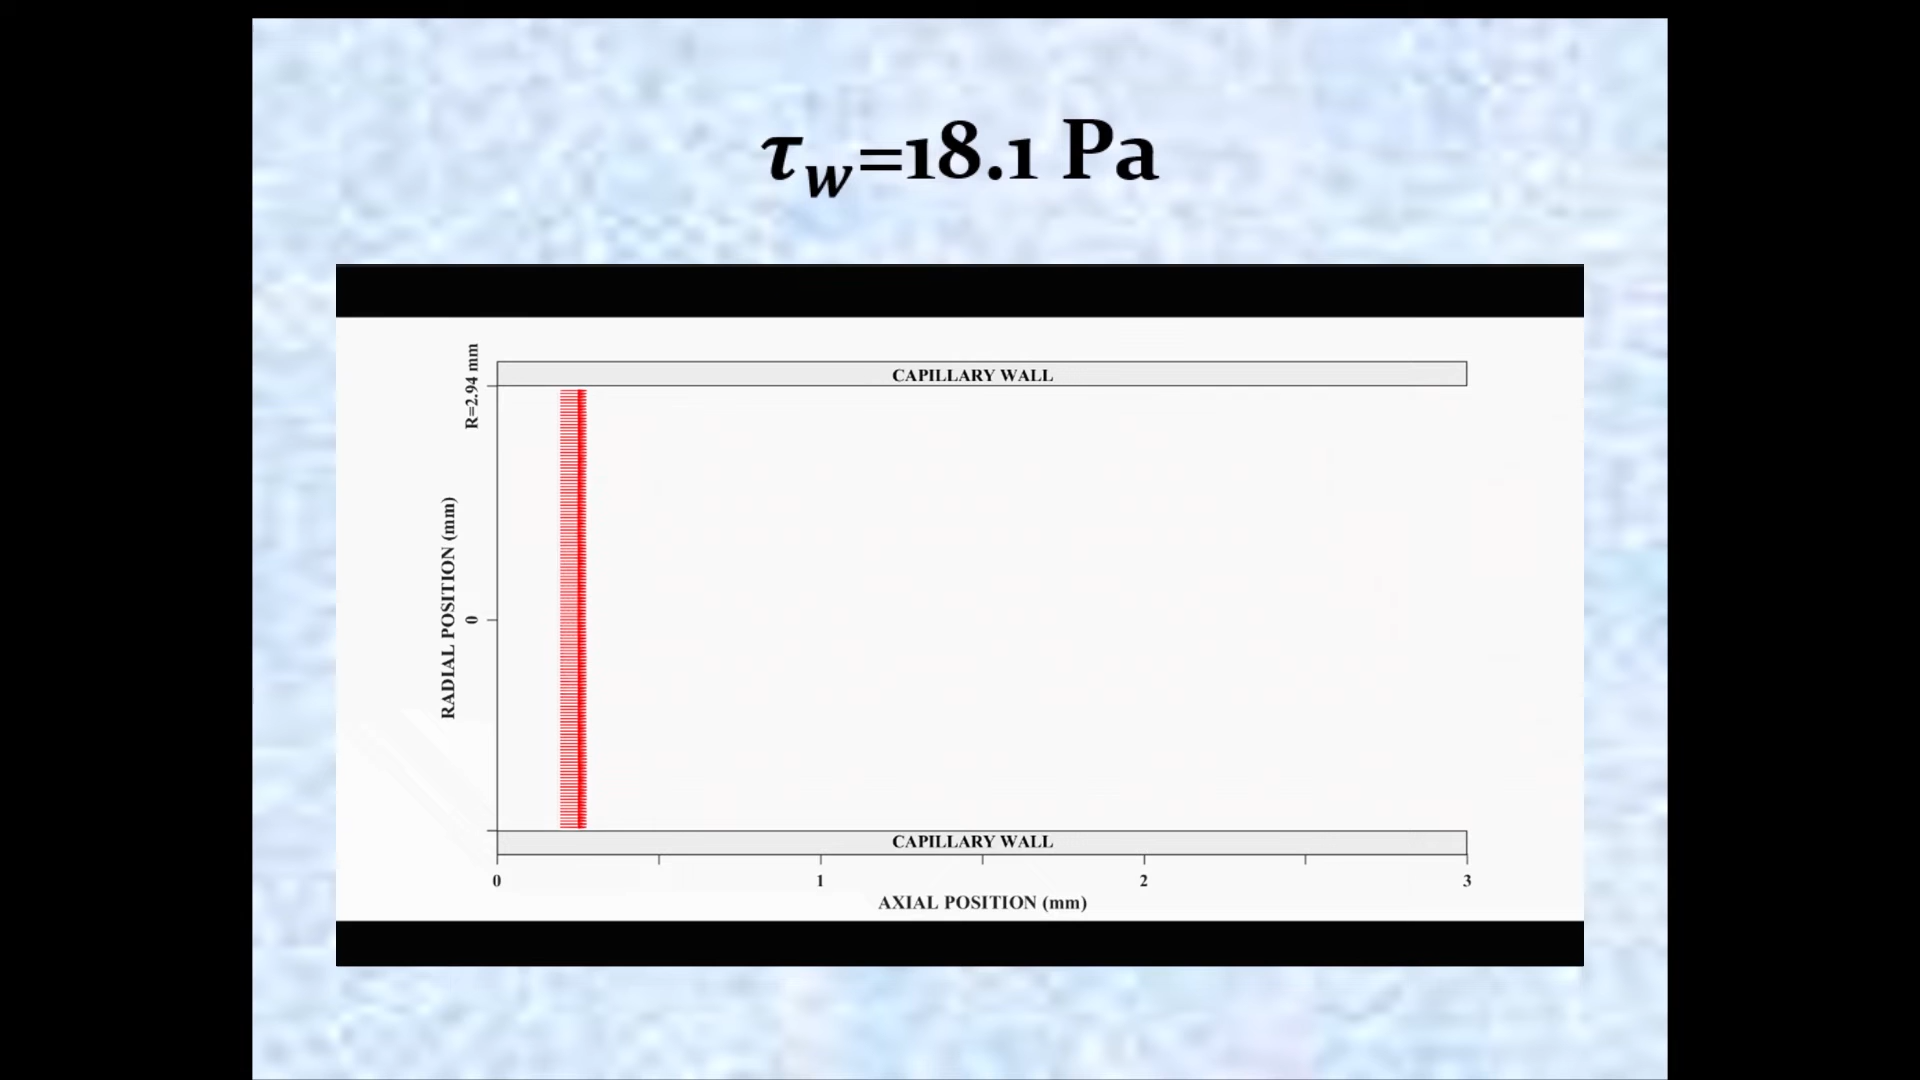 τw=18.1 Pa
CAPILLARY WALL
R=2.94 mm
0
RADIAL POSITION (mm)
CAPILLARY WALL
0 1 2 3
AXIAL POSITION (mm)